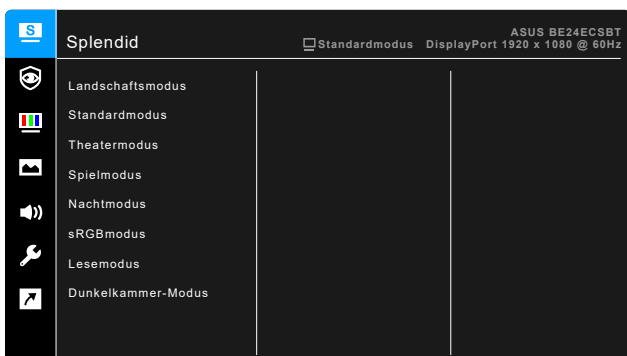 S
Splendid
Standardmodus DisplayPort 1920 x 1080 @ 60Hz
ASUS BE24ECSBT
Landschaftsmodus
Standardmodus
Theatermodus
Spielmodus
Nachtmodus
sRGBmodus
Lesemodus
Dunkelkammer-Modus